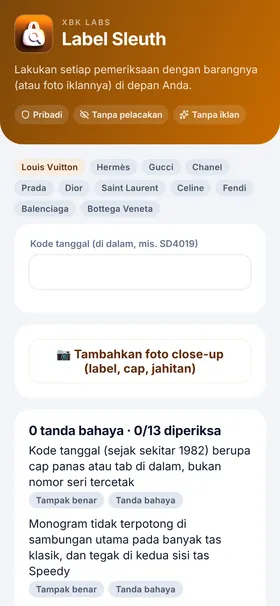 XBK LABS
Label Sleuth
Lakukan setiap pemeriksaan dengan barangnya
(atau foto iklannya) di depan Anda.
Pribadi Tanpa pelacakan Tanpa iklan
Louis Vuitton Hermès Gucci Chanel
Prada Dior Saint Laurent Celine Fendi
Balenciaga Bottega Veneta
Kode tanggal (di dalam, mis. SD4019)
📷 Tambahkan foto close-up
(label, cap, jahitan)
0 tanda bahaya · 0/13 diperiksa
Kode tanggal (sejak sekitar 1982) berupa
cap panas atau tab di dalam, bukan
nomor seri tercetak
Tampak benar Tanda bahaya
Monogram tidak terpotong di
sambungan utama pada banyak tas
klasik, dan tegak di kedua sisi tas
Speedy
Tampak benar Tanda bahaya